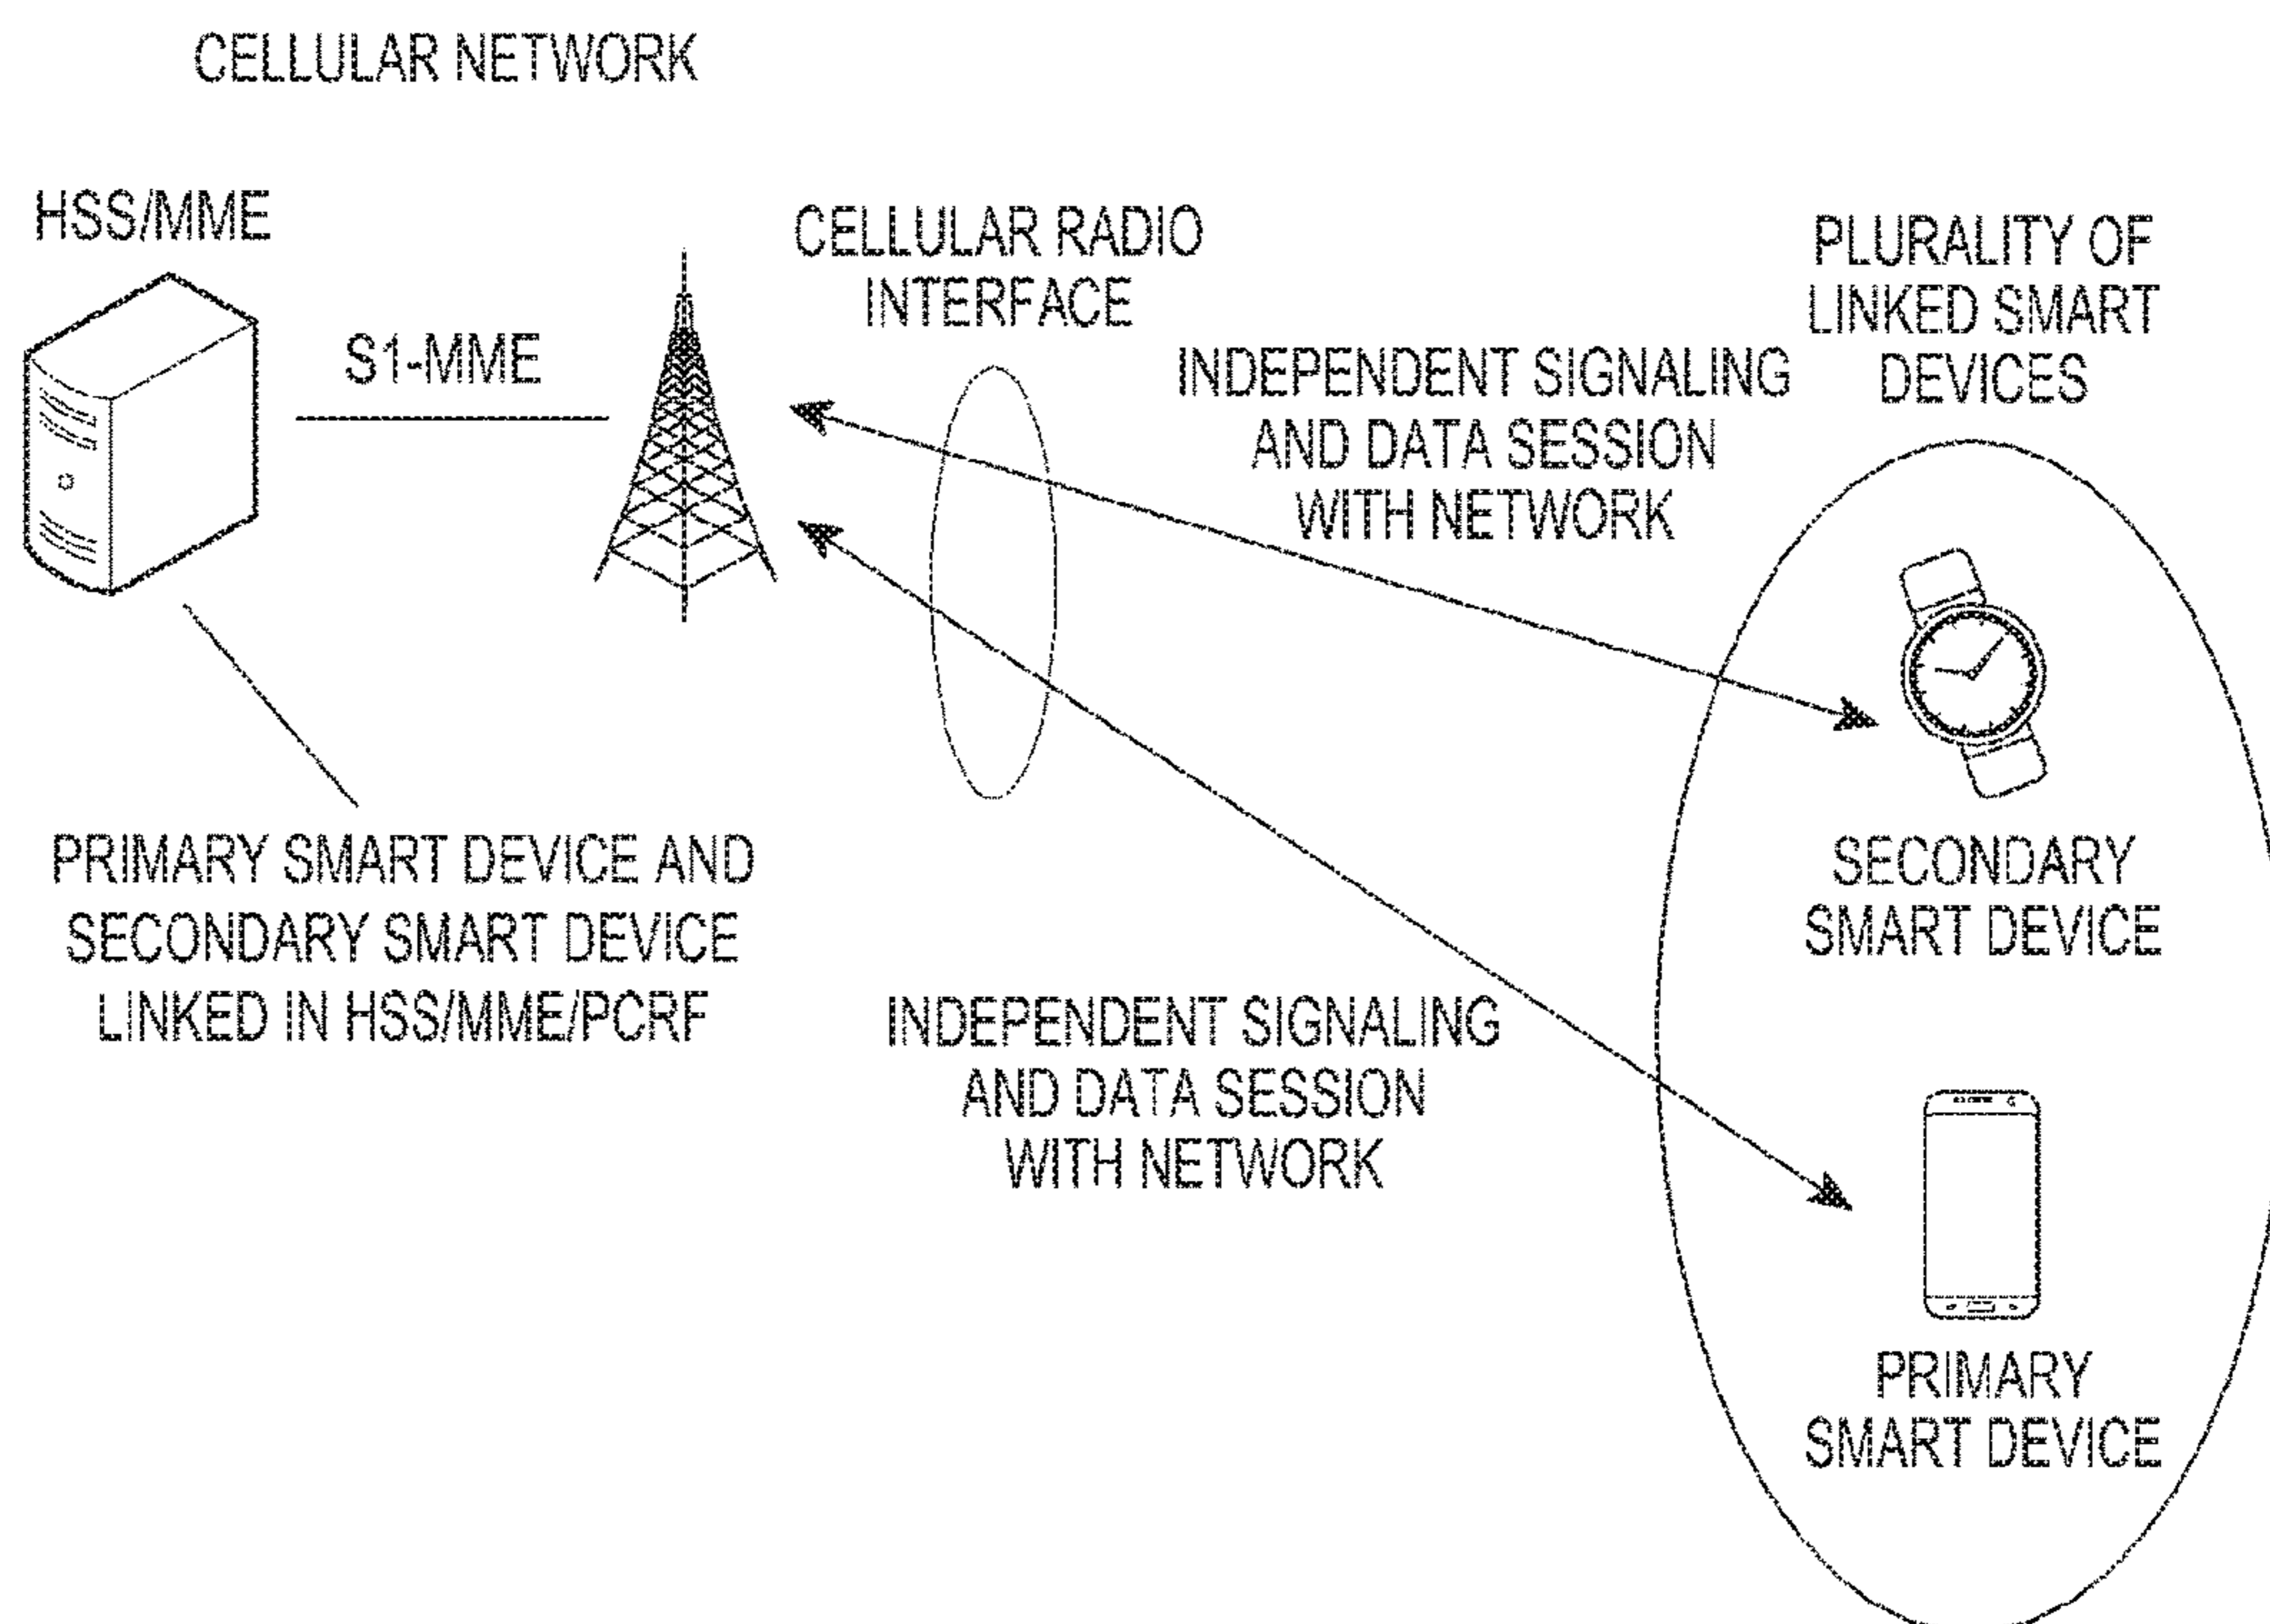 CELLULAR NETWORK
HSS/MME
S1-MME
CELLULAR RADIO
INTERFACE
INDEPENDENT SIGNALING
AND DATA SESSION
WITH NETWORK
PLURALITY OF
LINKED SMART
DEVICES
SECONDARY
SMART DEVICE
PRIMARY SMART DEVICE AND
SECONDARY SMART DEVICE
LINKED IN HSS/MME/PCRF
INDEPENDENT SIGNALING
AND DATA SESSION
WITH NETWORK
PRIMARY
SMART DEVICE